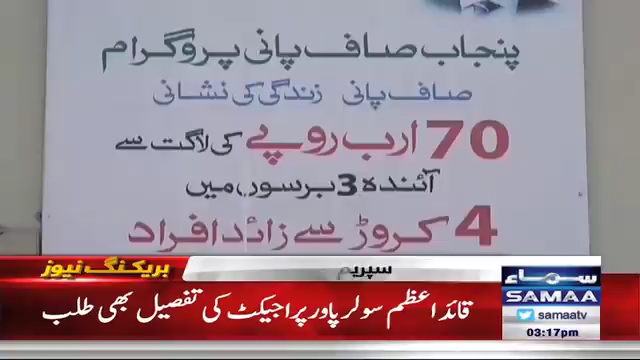 پنجاب صاف پانی پروگرام
صاف پانی زندگی کی نشانی
70 ارب روپے کی لاگت سے
آئندہ 3 برسوں میں
4 کروڑ سے زائد افراد
بریکنگ نیوز
سپریم
قائداعظم سولر پاور پراجیکٹ کی تفصیل بھی طلب
سماء
SAMAA
samaatv
03:17pm